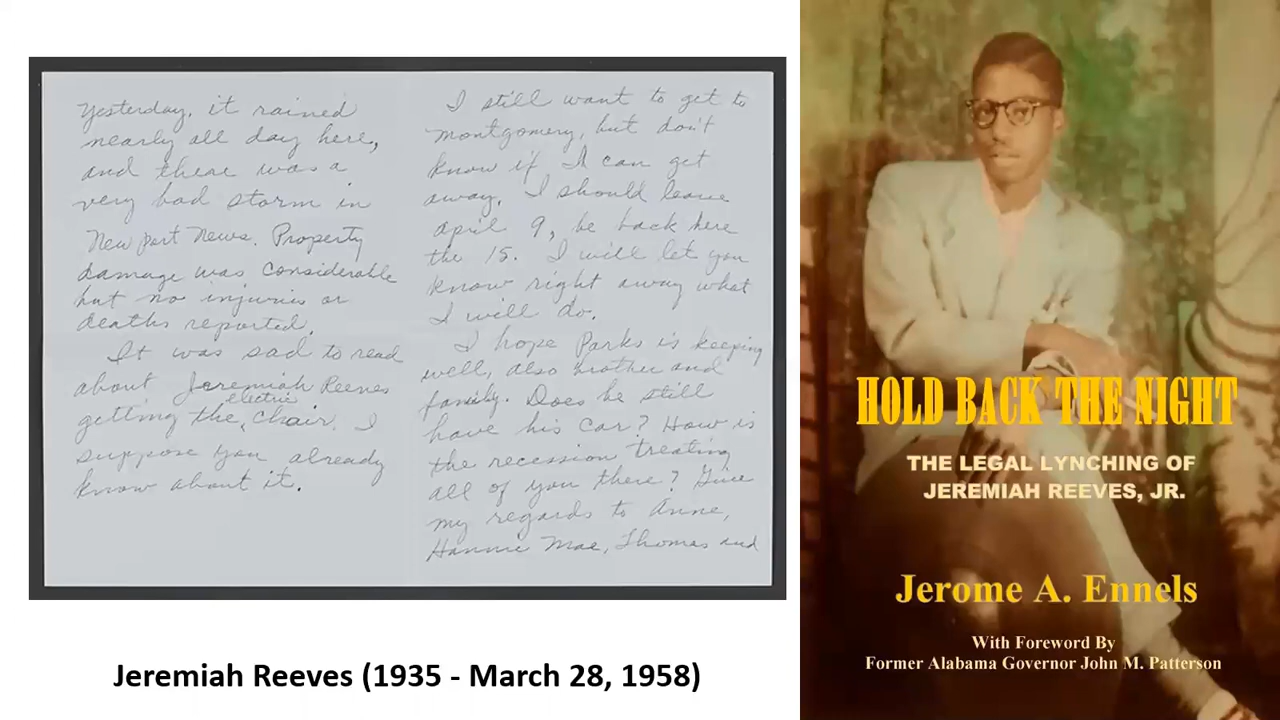 Yesterday, it rained
nearly all day here,
and there was a
very bad storm in
New port News. Property
damage was considerable
but no injuries or
deaths reported.
It was sad to read
about Jeremiah Reeves
electric
getting the, chair. I
suppose you already
know about it.
I still want to get to
montgomery, but don't
know if I can get
away. I should leave
april 9, be back here
the 15. I will let you
know right away what
I will do.
I hope Parks is keeping
well, also brother and
family. Does he still
have his car? How is
the recession treating
all of you there? Give
my regards to Anne,
Hannie Mae, Thomas and
Jeremiah Reeves (1935 - March 28, 1958)
HOLD BACK THE NIGHT
THE LEGAL LYNCHING OF
JEREMIAH REEVES, JR.
Jerome A. Ennels
With Foreword By
Former Alabama Governor John M. Patterson